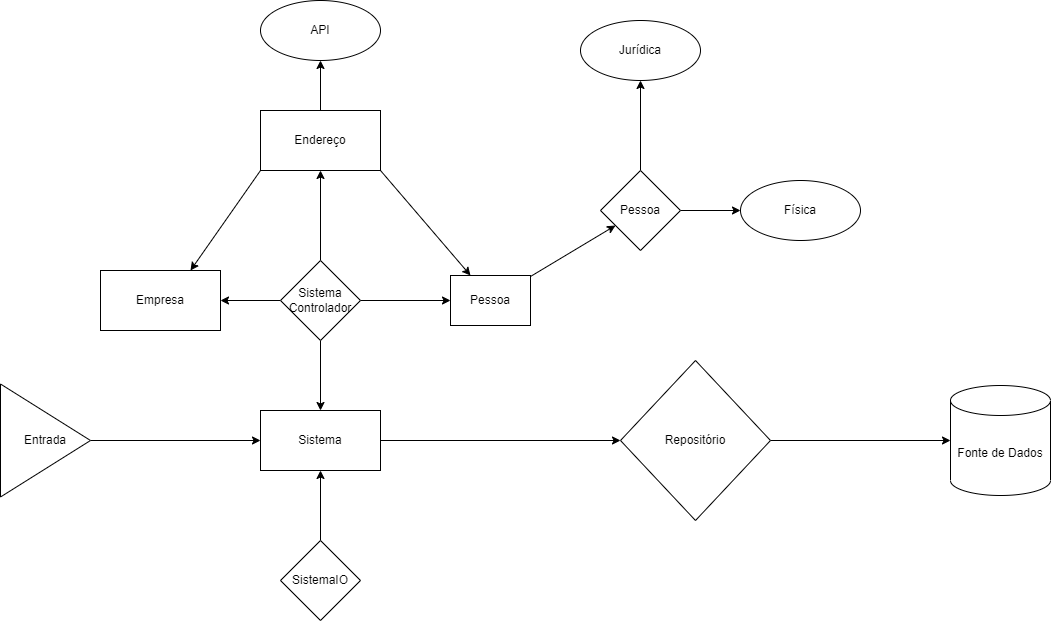 API
Jurídica
Endereço
Pessoa
Física
Empresa
Sistema
Controlador
Pessoa
Entrada
Sistema
Repositório
Fonte de Dados
SistemaIO